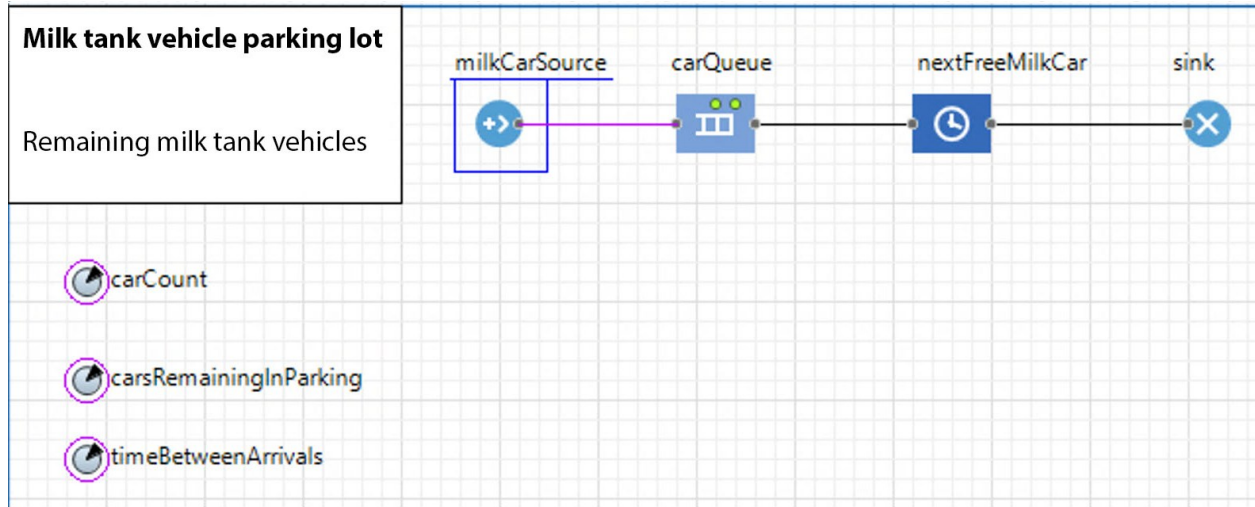 Milk tank vehicle parking lot
Remaining milk tank vehicles
milkCarSource
carQueue
nextFreeMilkCar
sink
carCount
carsRemainingInParking
timeBetweenArrivals